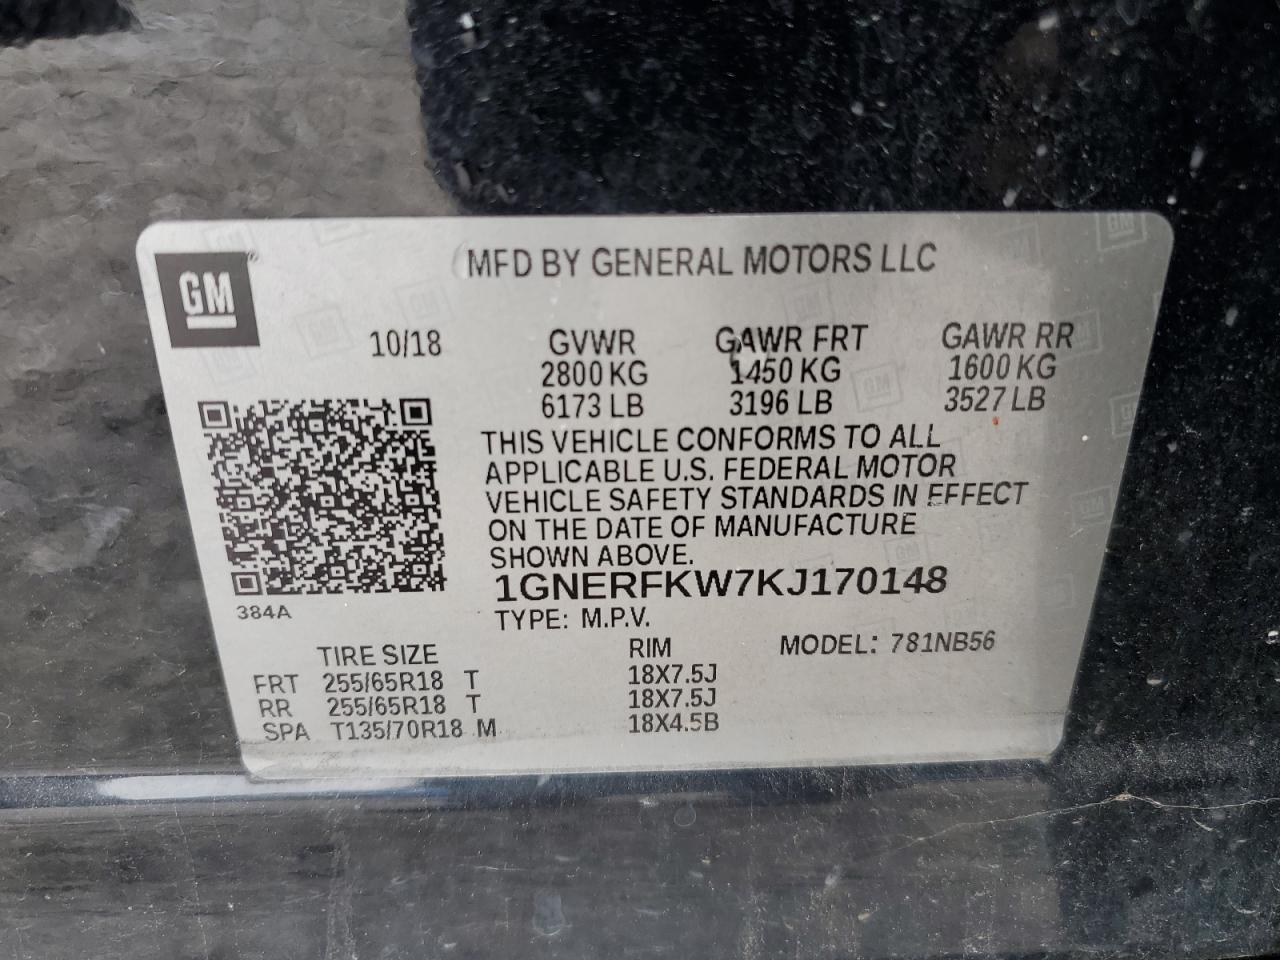 GM
MFD BY GENERAL MOTORS LLC
10/18 GVWR GAWR FRT GAWR RR
2800 KG 1450 KG 1600 KG
6173 LB 3196 LB 3527 LB
THIS VEHICLE CONFORMS TO ALL
APPLICABLE U.S. FEDERAL MOTOR
VEHICLE SAFETY STANDARDS IN EFFECT
ON THE DATE OF MANUFACTURE
SHOWN ABOVE.
1GNERFKW7KJ170148
384A
TYPE: M.P.V.
TIRE SIZE RIM MODEL: 781NB56
FRT 255/65R18 T 18X7.5J
RR 255/65R18 T 18X7.5J
SPA T135/70R18 M 18X4.5B